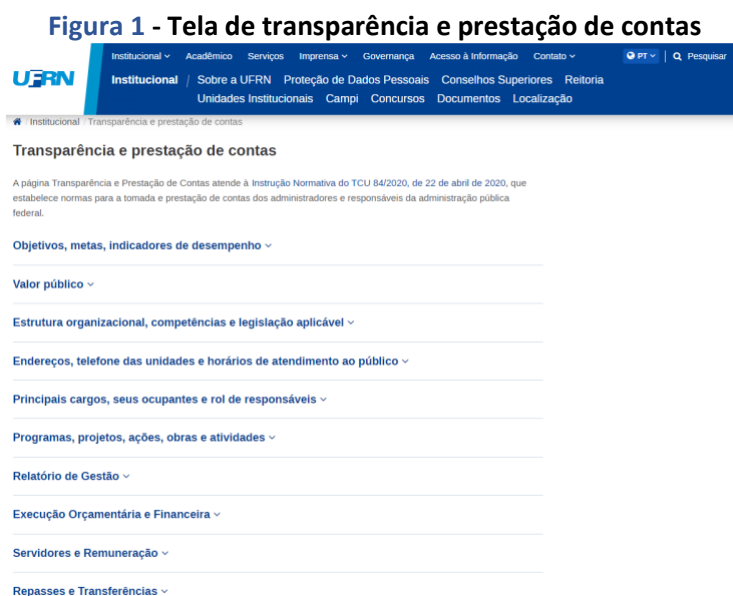 Figura 1 - Tela de transparência e prestação de contas
Institucional Acadêmico Serviços Imprensa Governança Acesso à Informação Contato PT Pesquisar
UFRN
Institucional / Sobre a UFRN Proteção de Dados Pessoais Conselhos Superiores Reitoria
Unidades Institucionais Campi Concursos Documentos Localização
/ Institucional / Transparência e prestação de contas
Transparência e prestação de contas
A página Transparência e Prestação de Contas atende à Instrução Normativa do TCU 84/2020, de 22 de abril de 2020, que
estabelece normas para a tomada e prestação de contas dos administradores e responsáveis da administração pública
federal.
Objetivos, metas, indicadores de desempenho
Valor público
Estrutura organizacional, competências e legislação aplicável
Endereços, telefone das unidades e horários de atendimento ao público
Principais cargos, seus ocupantes e rol de responsáveis
Programas, projetos, ações, obras e atividades
Relatório de Gestão
Execução Orçamentária e Financeira
Servidores e Remuneração
Repasses e Transferências